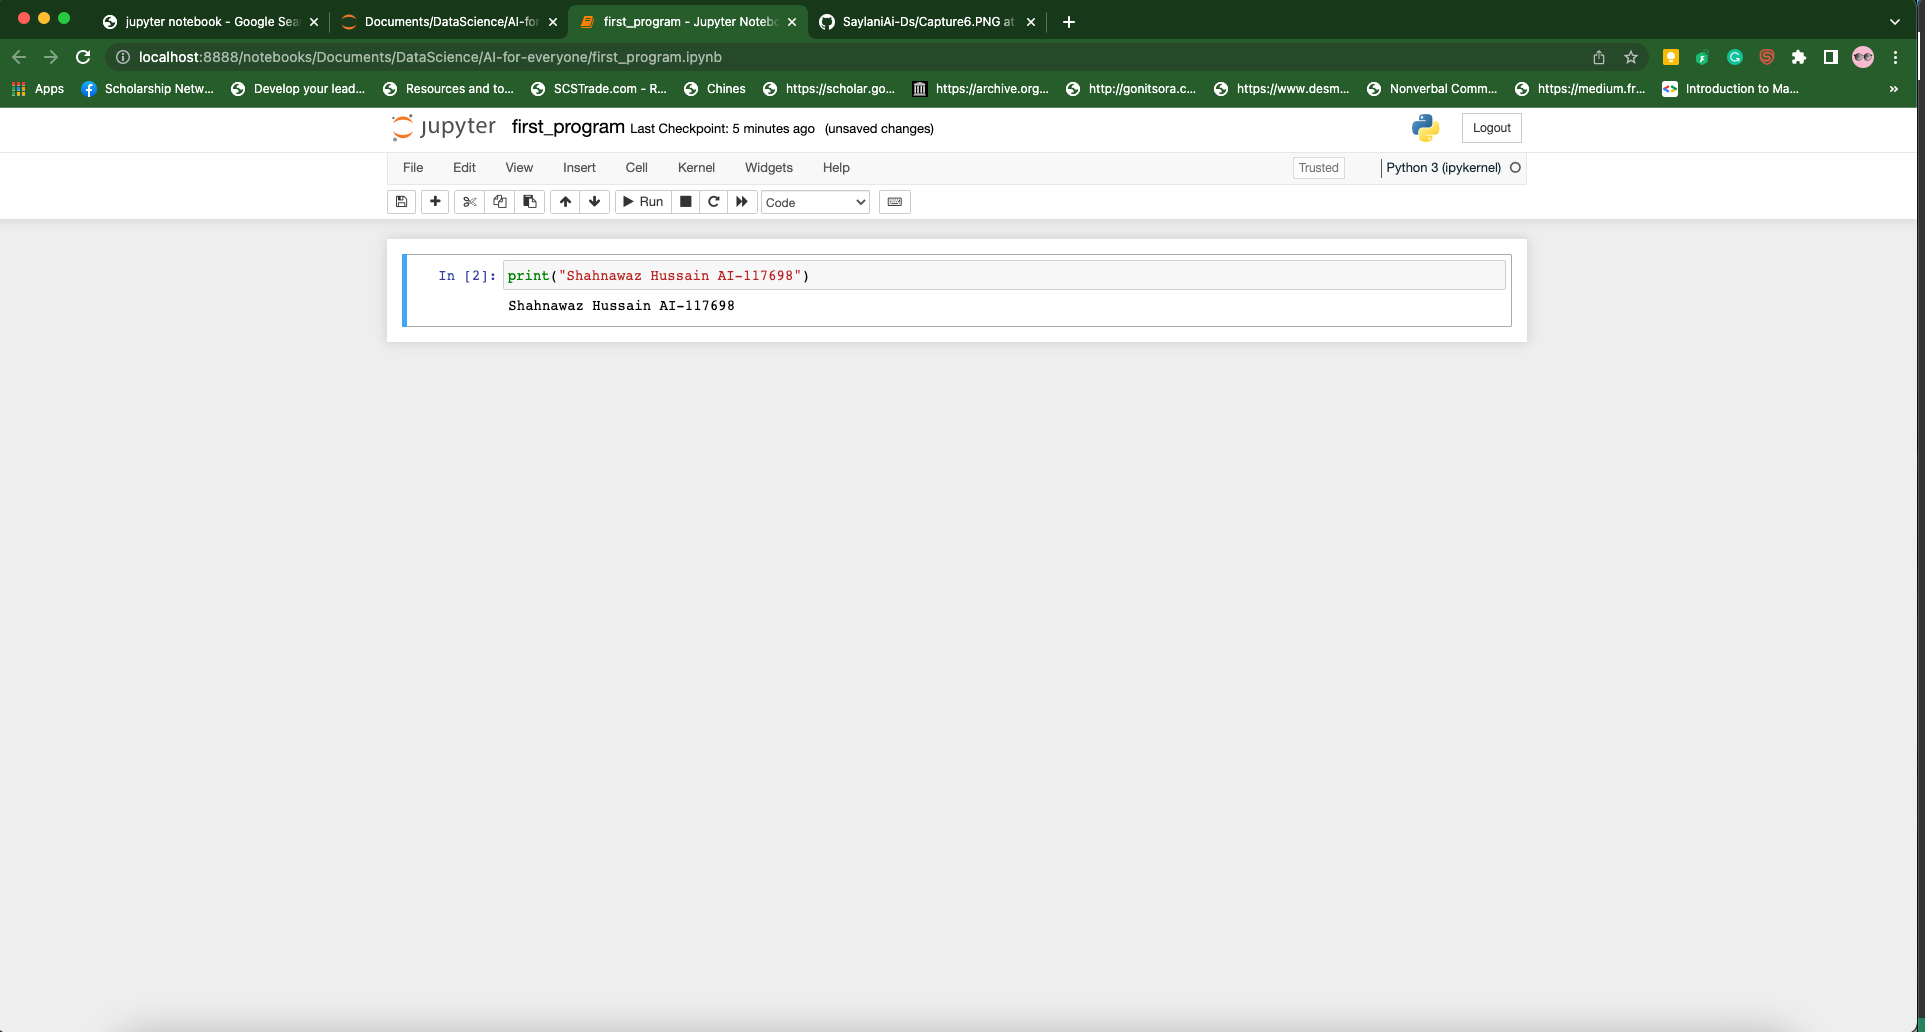 jupyter notebook - Google Sea
Documents/DataScience/AI-for
first_program - Jupyter Notebo
SaylaniAi-Ds/Capture6.PNG at
localhost:8888/notebooks/Documents/DataScience/AI-for-everyone/first_program.ipynb
Apps Scholarship Netw... Develop your lead... Resources and to... SCSTrade.com - R... Chines https://scholar.go... https://archive.org... http://gonitsora.c... https://www.desm... Nonverbal Comm... https://medium.fr... Introduction to Ma... »
jupyter first_program Last Checkpoint: 5 minutes ago (unsaved changes) Logout
File Edit View Insert Cell Kernel Widgets Help Trusted Python 3 (ipykernel)
Run Code
In [2]: print("Shahnawaz Hussain AI-117698")
Shahnawaz Hussain AI-117698